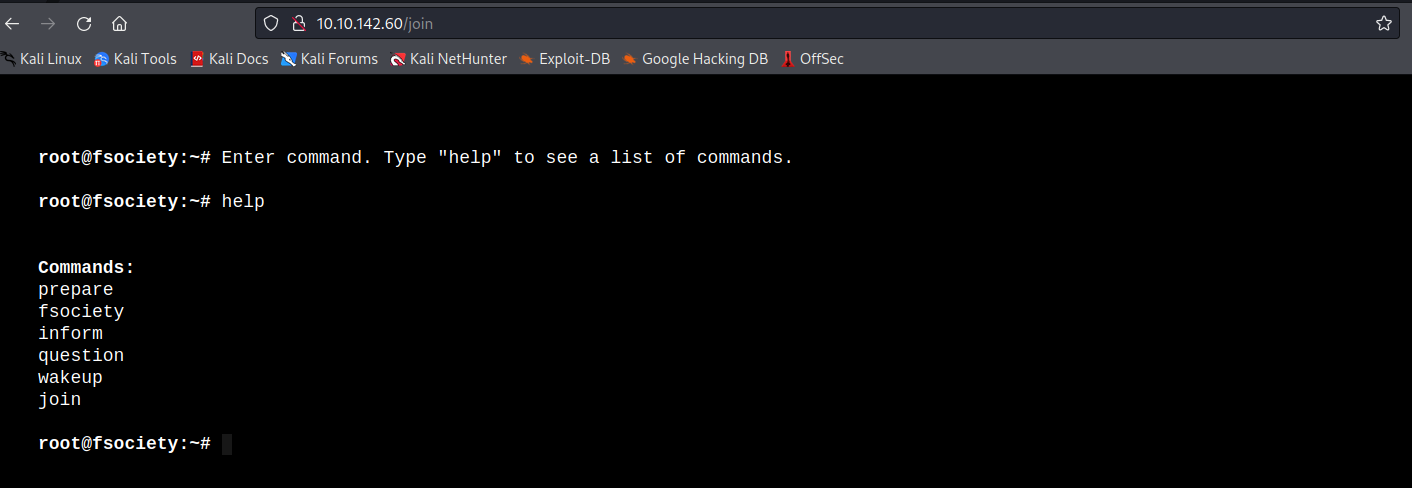 10.10.142.60/join
Kali Linux Kali Tools Kali Docs Kali Forums Kali NetHunter Exploit-DB Google Hacking DB OffSec
root@fsociety:~# Enter command. Type "help" to see a list of commands.
root@fsociety:~# help
Commands:
prepare
fsociety
inform
question
wakeup
join
root@fsociety:~#